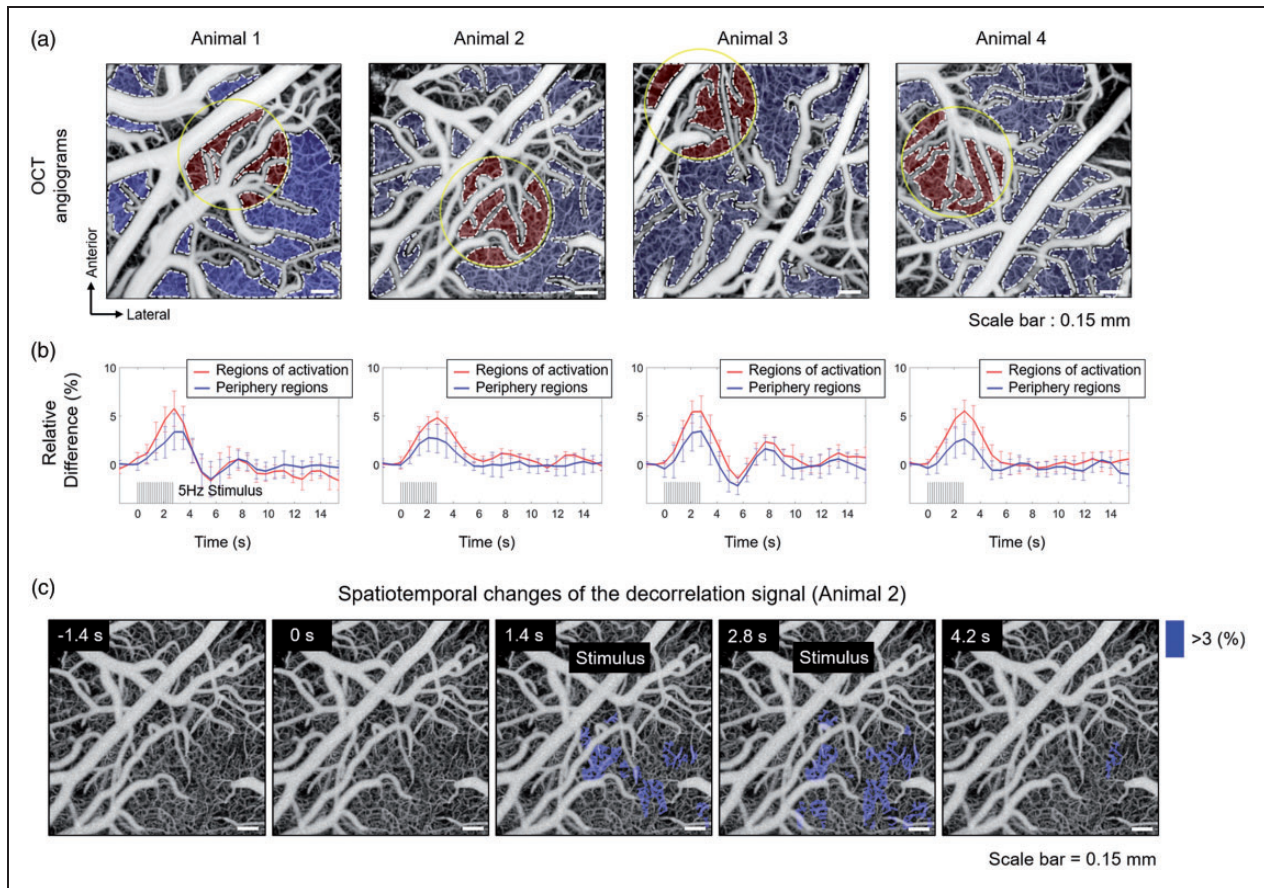 (a)
Animal 1
Animal 2
Animal 3
Animal 4
OCT
angiograms
Anterior
Lateral
Scale bar : 0.15 mm
(b)
Relative
Difference (%)
10
5
0
Regions of activation
Periphery regions
5Hz Stimulus
0 2 4 6 8 10 12 14
Time (s)
10
5
0
Regions of activation
Periphery regions
0 2 4 6 8 10 12 14
Time (s)
10
5
0
Regions of activation
Periphery regions
0 2 4 6 8 10 12 14
Time (s)
10
5
0
Regions of activation
Periphery regions
0 2 4 6 8 10 12 14
Time (s)
(c)
Spatiotemporal changes of the decorrelation signal (Animal 2)
-1.4 s
0 s
1.4 s
Stimulus
2.8 s
Stimulus
4.2 s
>3 (%)
Scale bar = 0.15 mm